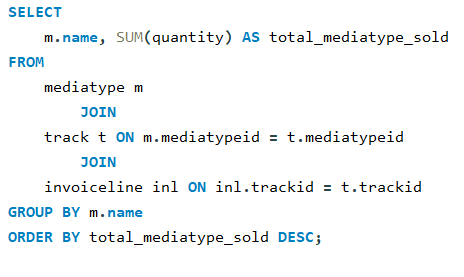 SELECT
    m.name, SUM(quantity) AS total_mediatype_sold
FROM
    mediatype m
        JOIN
    track t ON m.mediatypeid = t.mediatypeid
        JOIN
    invoiceline inl ON inl.trackid = t.trackid
GROUP BY m.name
ORDER BY total_mediatype_sold DESC;